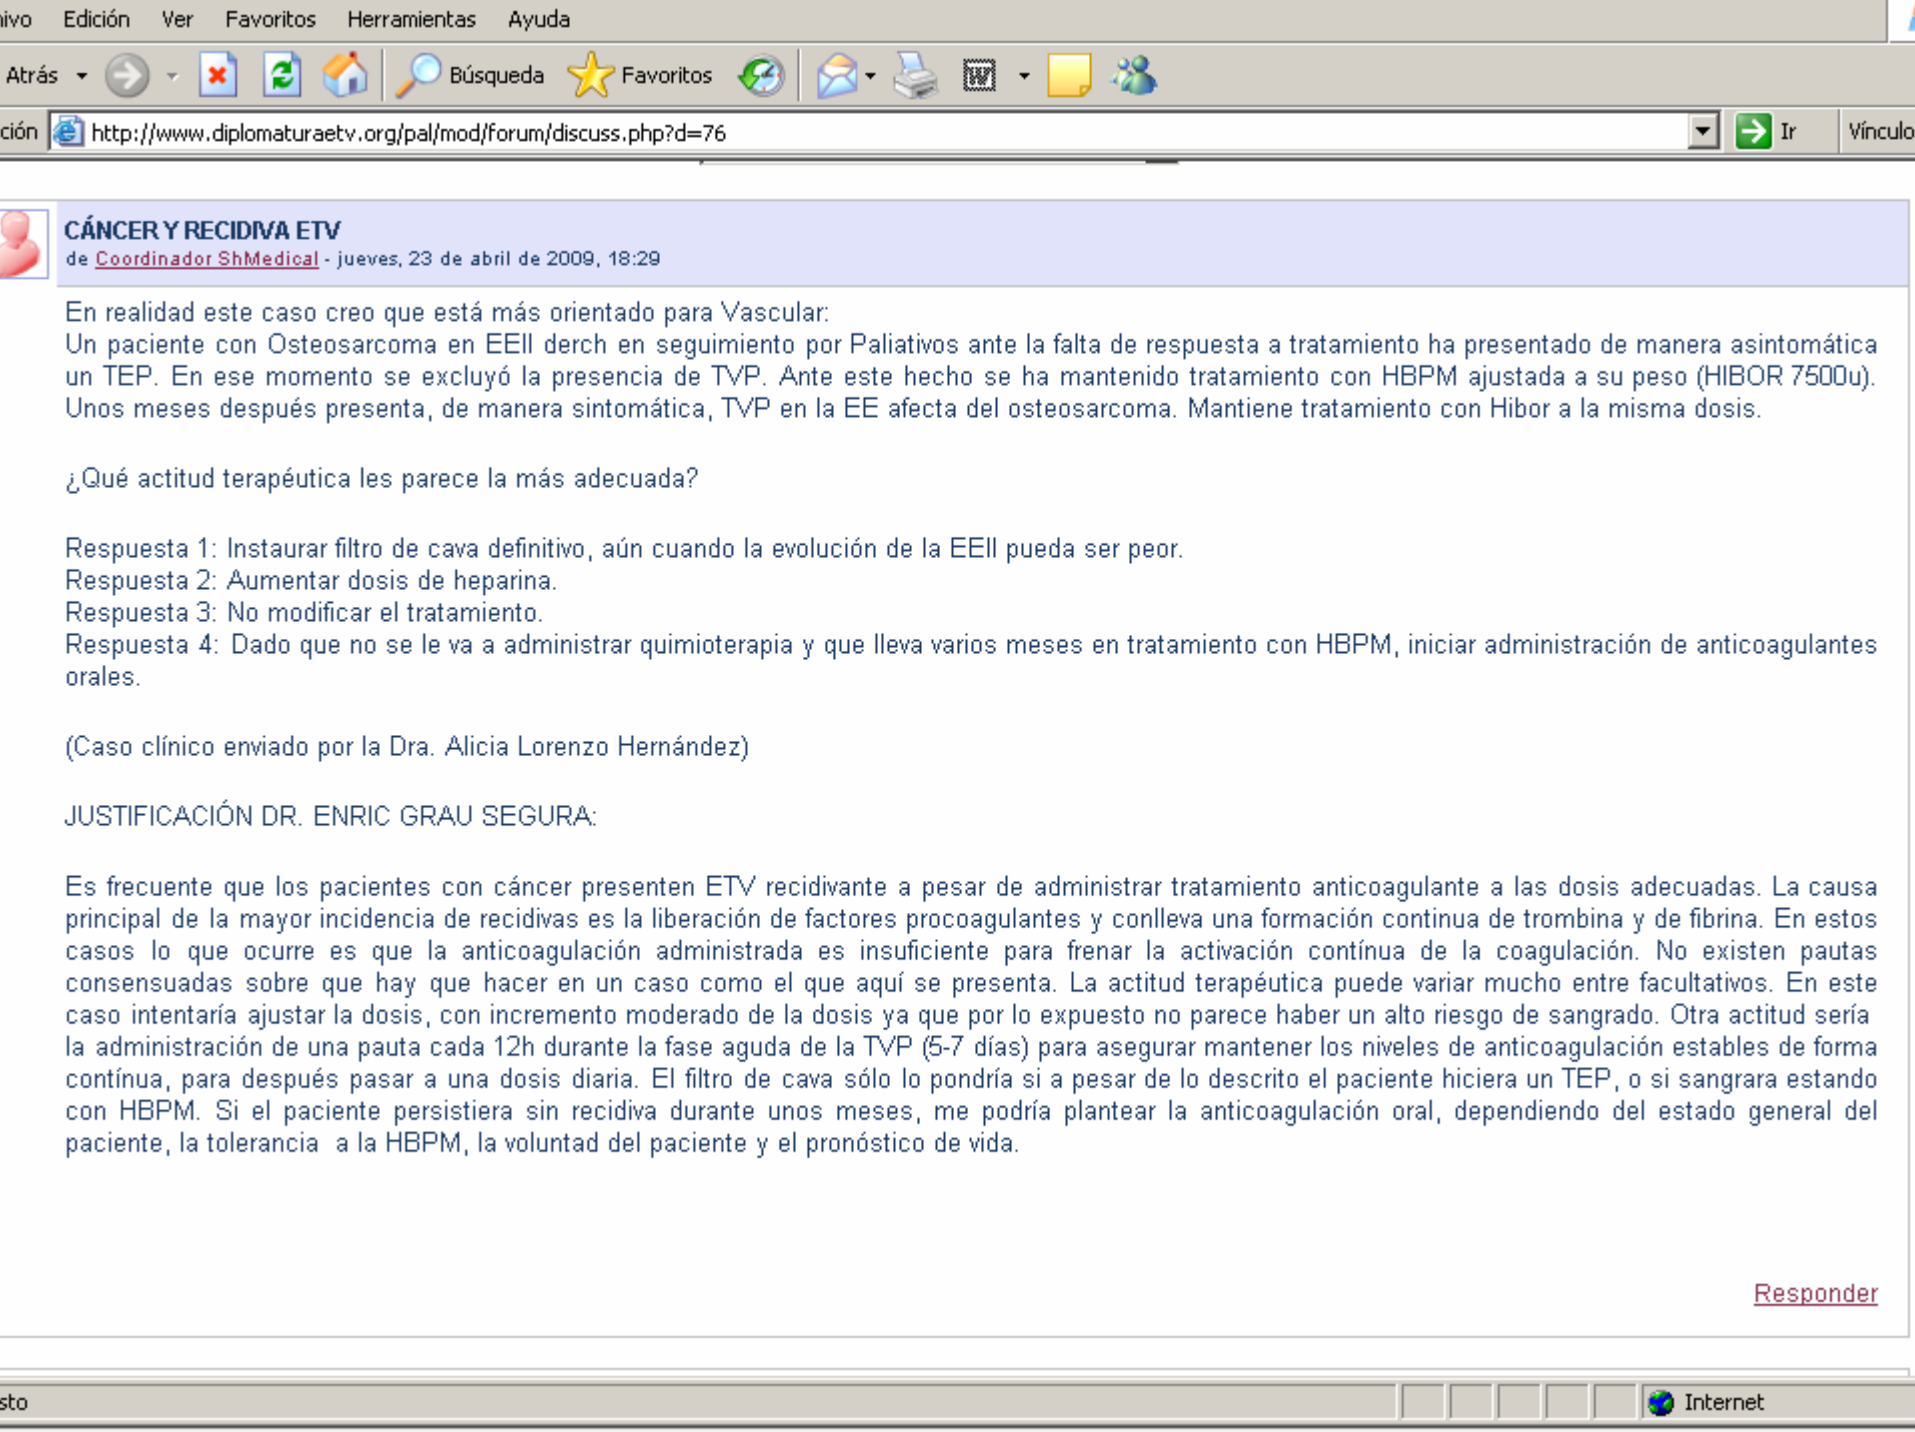 ivo Edición Ver Favoritos Herramientas Ayuda
Atrás Búsqueda Favoritos
ción http://www.diplomaturaetv.org/pal/mod/forum/discuss.php?d=76 Ir Vínculo
CÁNCER Y RECIDIVA ETV
de Coordinador ShMedical - jueves, 23 de abril de 2009, 18:29
En realidad este caso creo que está más orientado para Vascular:
Un paciente con Osteosarcoma en EEII derch en seguimiento por Paliativos ante la falta de respuesta a tratamiento ha presentado de manera asintomática
un TEP. En ese momento se excluyó la presencia de TVP. Ante este hecho se ha mantenido tratamiento con HBPM ajustada a su peso (HIBOR 7500u).
Unos meses después presenta, de manera sintomática, TVP en la EE afecta del osteosarcoma. Mantiene tratamiento con Hibor a la misma dosis.
¿Qué actitud terapéutica les parece la más adecuada?
Respuesta 1: Instaurar filtro de cava definitivo, aún cuando la evolución de la EEII pueda ser peor.
Respuesta 2: Aumentar dosis de heparina.
Respuesta 3: No modificar el tratamiento.
Respuesta 4: Dado que no se le va a administrar quimioterapia y que lleva varios meses en tratamiento con HBPM, iniciar administración de anticoagulantes
orales.
(Caso clínico enviado por la Dra. Alicia Lorenzo Hernández)
JUSTIFICACIÓN DR. ENRIC GRAU SEGURA:
Es frecuente que los pacientes con cáncer presenten ETV recidivante a pesar de administrar tratamiento anticoagulante a las dosis adecuadas. La causa
principal de la mayor incidencia de recidivas es la liberación de factores procoagulantes y conlleva una formación continua de trombina y de fibrina. En estos
casos lo que ocurre es que la anticoagulación administrada es insuficiente para frenar la activación contínua de la coagulación. No existen pautas
consensuadas sobre que hay que hacer en un caso como el que aquí se presenta. La actitud terapéutica puede variar mucho entre facultativos. En este
caso intentaría ajustar la dosis, con incremento moderado de la dosis ya que por lo expuesto no parece haber un alto riesgo de sangrado. Otra actitud sería
la administración de una pauta cada 12h durante la fase aguda de la TVP (5-7 días) para asegurar mantener los niveles de anticoagulación estables de forma
contínua, para después pasar a una dosis diaria. El filtro de cava sólo lo pondría si a pesar de lo descrito el paciente hiciera un TEP, o si sangrara estando
con HBPM. Si el paciente persistiera sin recidiva durante unos meses, me podría plantear la anticoagulación oral, dependiendo del estado general del
paciente, la tolerancia a la HBPM, la voluntad del paciente y el pronóstico de vida.
Responder
sto Internet